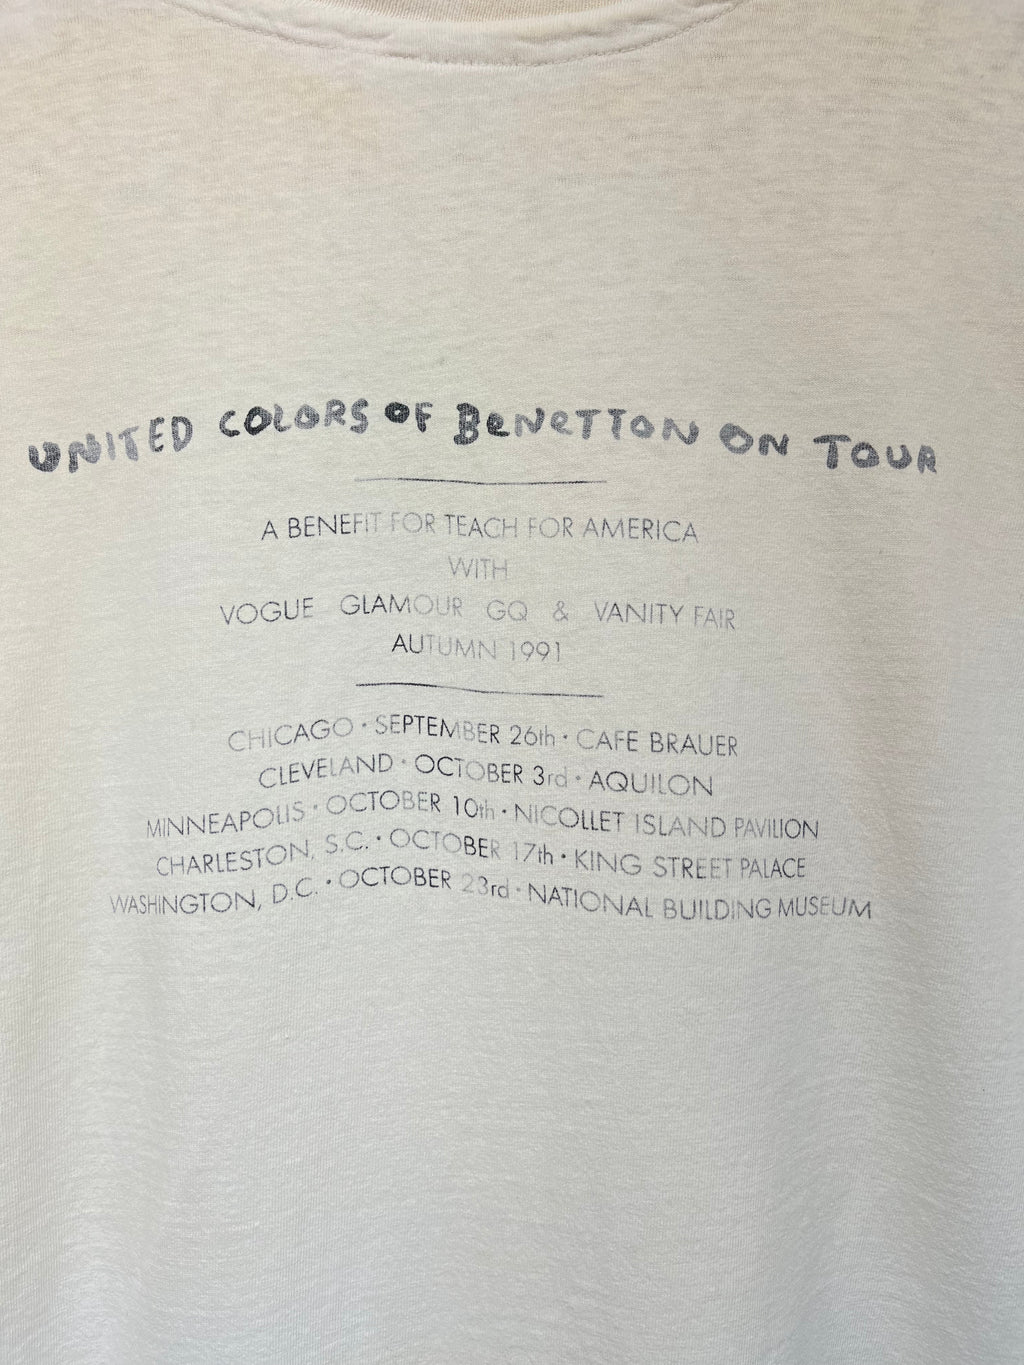 UNITED COLORS OF BENETTON ON TOUR
A BENEFIT FOR TEACH FOR AMERICA
WITH
VOGUE GLAMOUR GQ & VANITY FAIR
AUTUMN 1991
CHICAGO · SEPTEMBER 26th · CAFE BRAUER
CLEVELAND · OCTOBER 3rd · AQUILON
MINNEAPOLIS · OCTOBER 10th · NICOLLET ISLAND PAVILION
CHARLESTON, S.C. · OCTOBER 17th · KING STREET PALACE
WASHINGTON, D.C. · OCTOBER 23rd · NATIONAL BUILDING MUSEUM